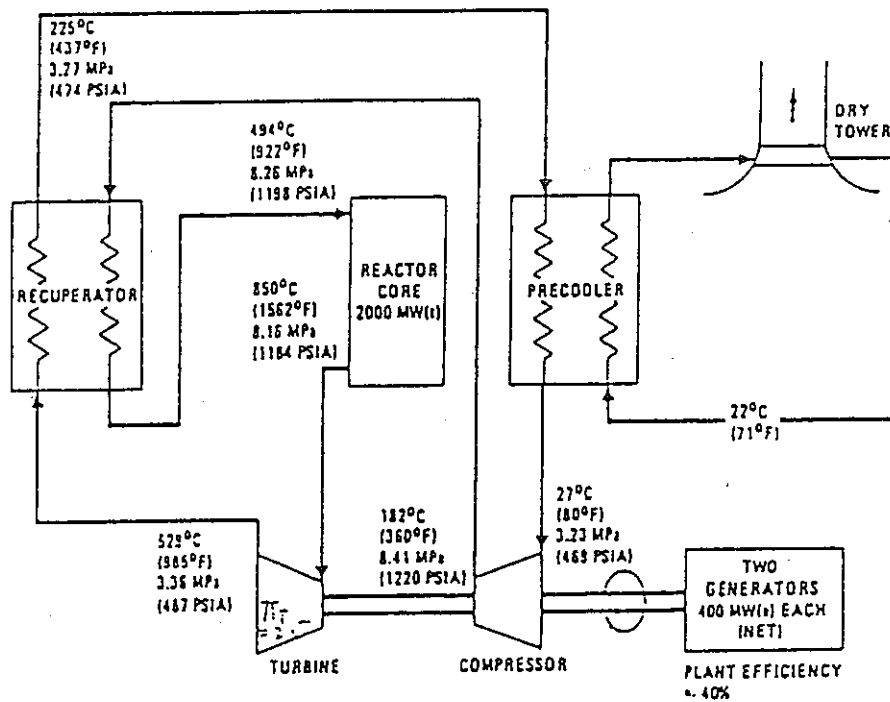 225°C
(437°F)
3.27 MPa
(474 PSIA)
494°C
(922°F)
8.26 MPa
(1198 PSIA)
DRY
TOWER
RECUPERATOR
850°C
(1562°F)
8.16 MPa
(1184 PSIA)
REACTOR
CORE
2000 MW(t)
PRECOOLER
22°C
(71°F)
529°C
(985°F)
3.36 MPa
(487 PSIA)
182°C
(360°F)
8.41 MPa
(1220 PSIA)
27°C
(80°F)
3.23 MPa
(469 PSIA)
TWO
GENERATORS
400 MW(e) EACH
(NET)
TURBINE
COMPRESSOR
PLANT EFFICIENCY
40%